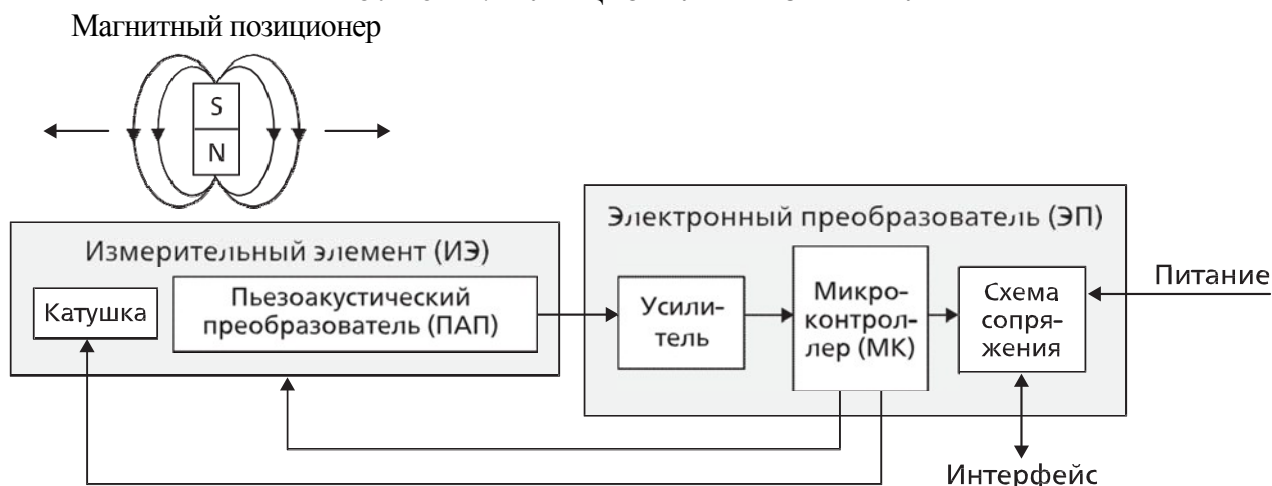 Магнитный позиционер
S
N
Электронный преобразователь (ЭП)
Измерительный элемент (ИЭ)
Катушка
Пьезоакустический
преобразователь (ПАП)
Усили-
тель
Микро-
контрол-
лер (МК)
Схема
сопря-
жения
Питание
Интерфейс